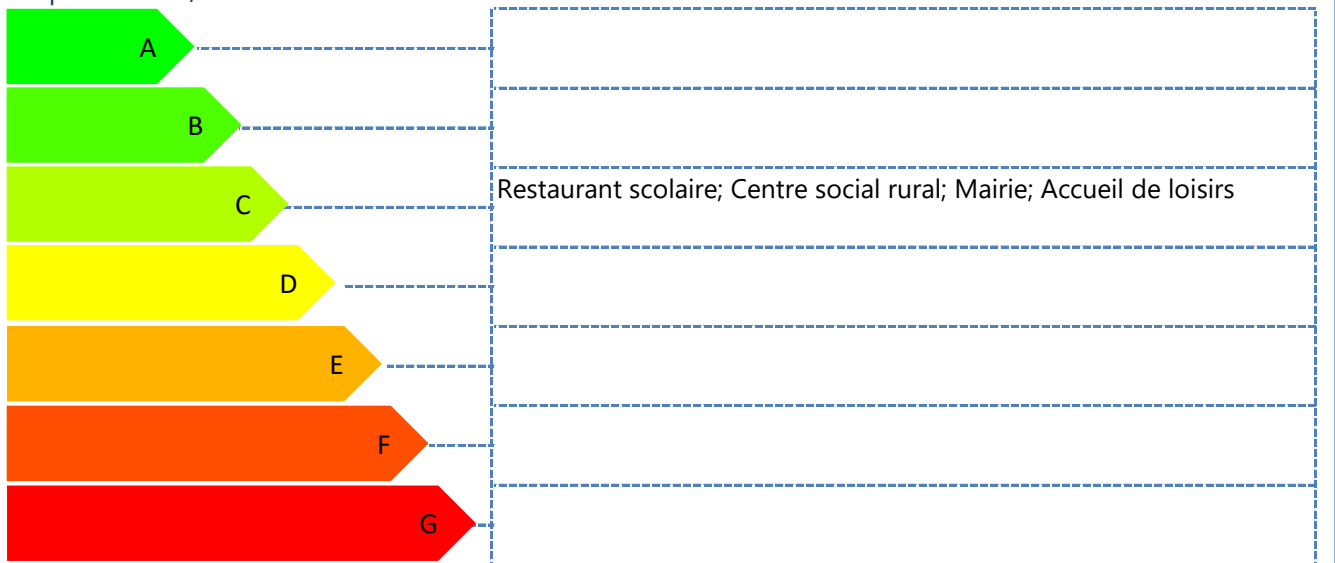 A
B
C
Restaurant scolaire; Centre social rural; Mairie; Accueil de loisirs
D
E
F
G